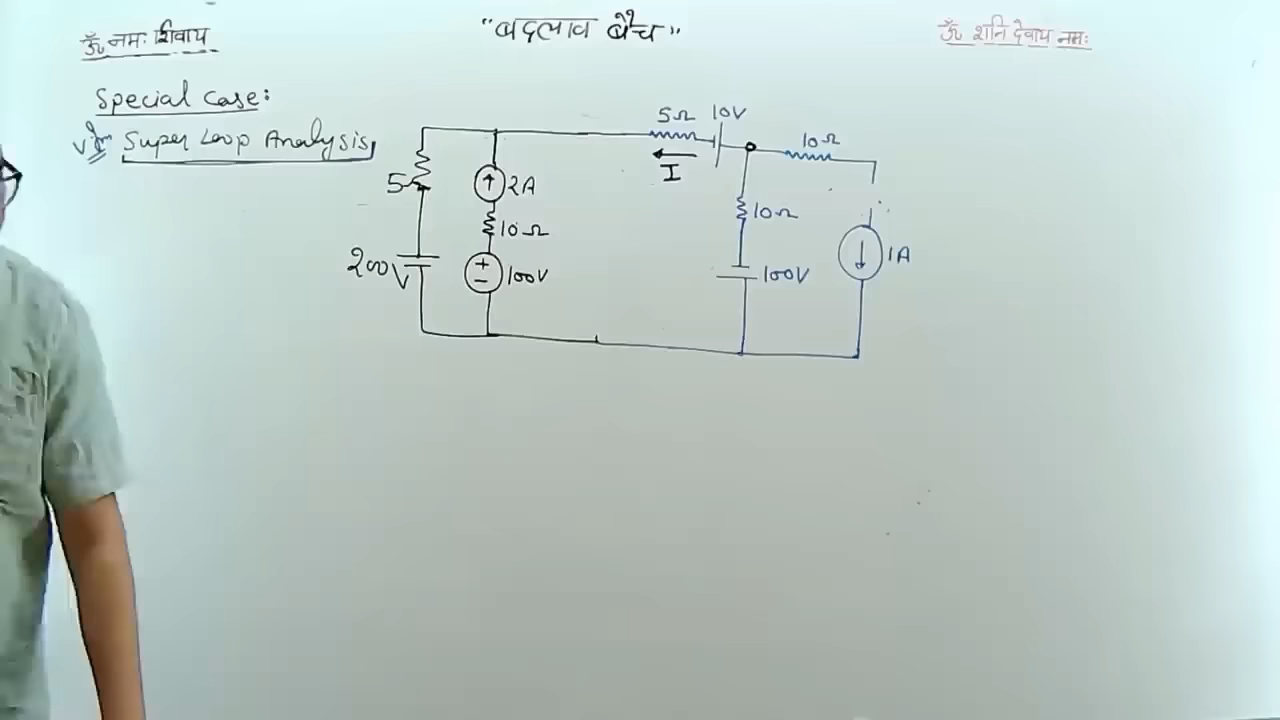 ॐ नमः शिवाय
"बदलाव बैच"
ॐ शनि देवाय नमः
Special Case:
Super Loop Analysis
5Ω 10V
10Ω
I
5
2A
10Ω
10Ω
200V
100V
100V
1A
+
−